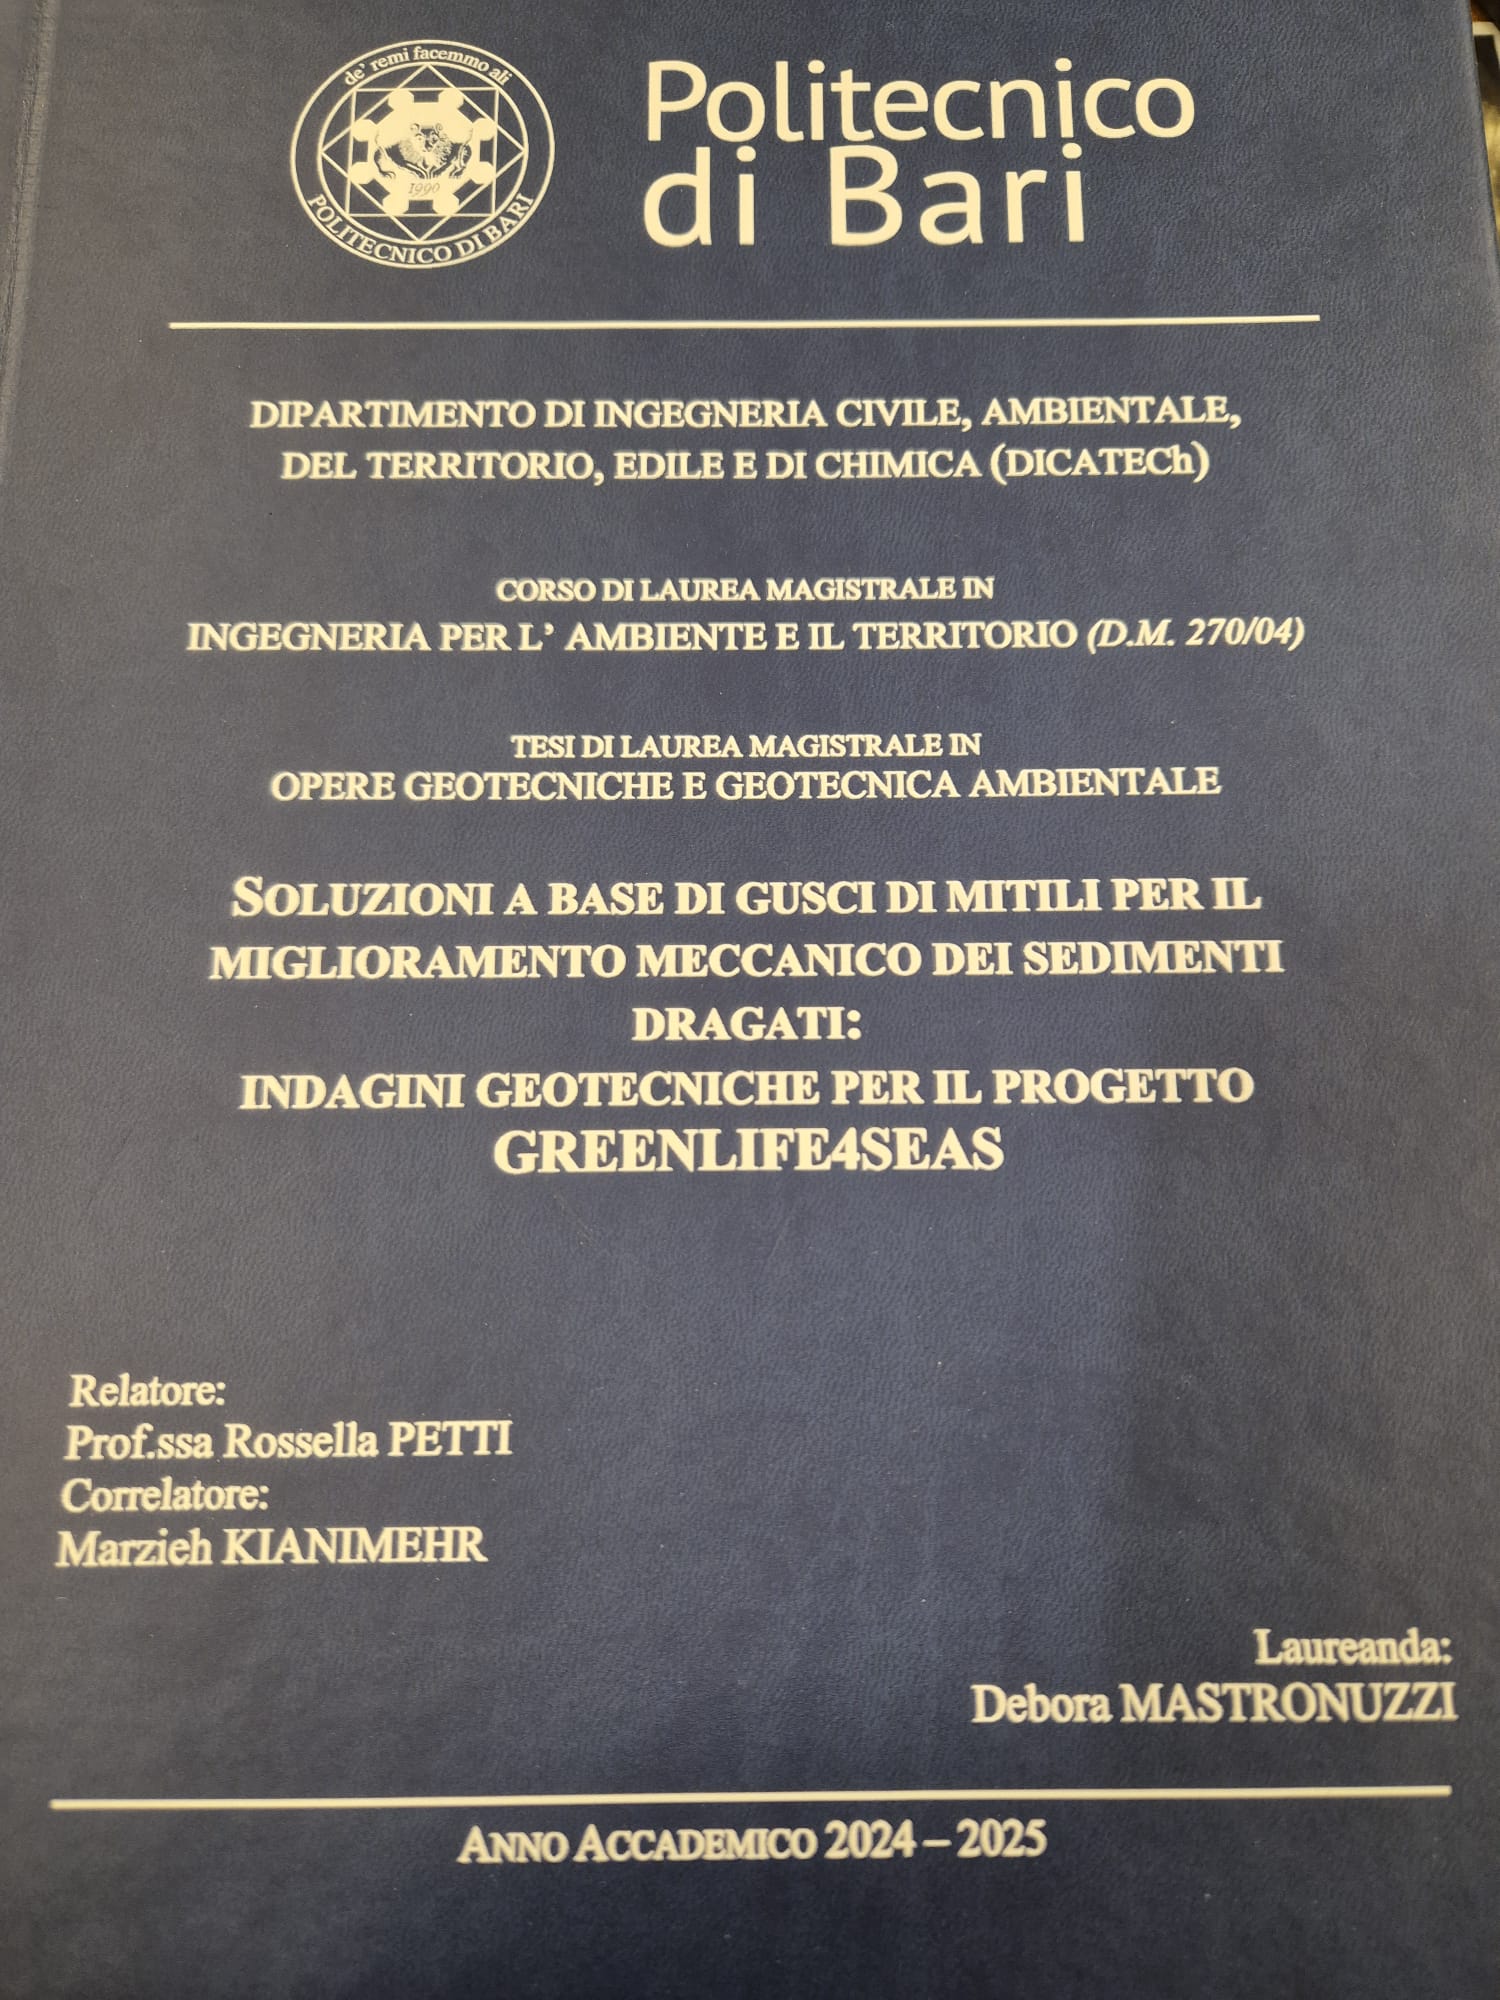 de' remi facemmo ali
1990
POLITECNICO DI BARI
Politecnico
di Bari
DIPARTIMENTO DI INGEGNERIA CIVILE, AMBIENTALE,
DEL TERRITORIO, EDILE E DI CHIMICA (DICATECh)
CORSO DI LAUREA MAGISTRALE IN
INGEGNERIA PER L' AMBIENTE E IL TERRITORIO (D.M. 270/04)
TESI DI LAUREA MAGISTRALE IN
OPERE GEOTECNICHE E GEOTECNICA AMBIENTALE
SOLUZIONI A BASE DI GUSCI DI MITILI PER IL
MIGLIORAMENTO MECCANICO DEI SEDIMENTI
DRAGATI:
INDAGINI GEOTECNICHE PER IL PROGETTO
GREENLIFE4SEAS
Relatore:
Prof.ssa Rossella PETTI
Correlatore:
Marzieh KIANIMEHR
Laureanda:
Debora MASTRONUZZI
ANNO ACCADEMICO 2024 – 2025